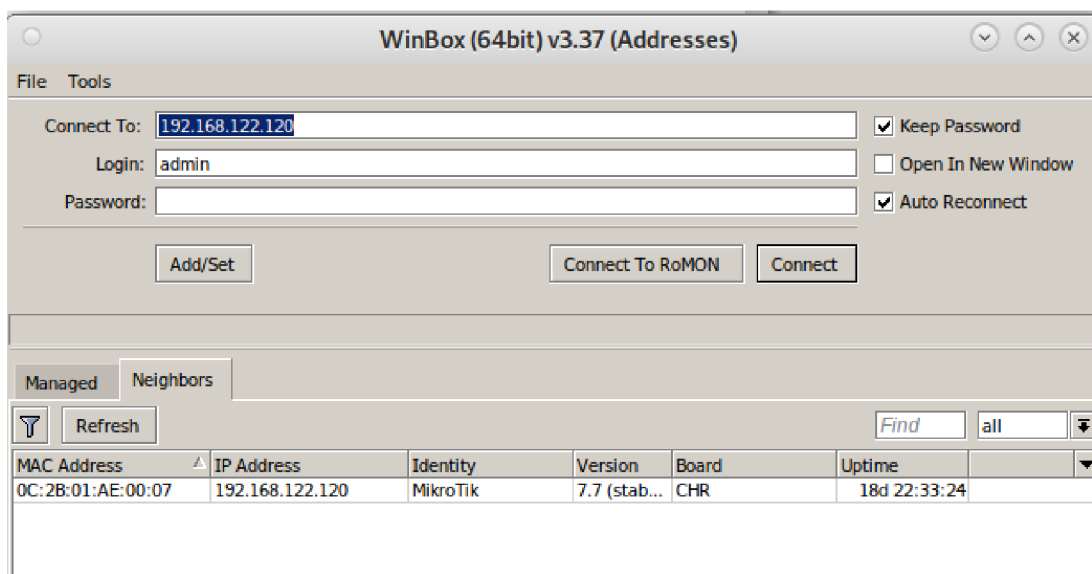 WinBox (64bit) v3.37 (Addresses)
File Tools
Connect To: 192.168.122.120 Keep Password
Login: admin Open In New Window
Password: Auto Reconnect
Add/Set Connect To RoMON Connect
Managed Neighbors
Refresh Find all
MAC Address IP Address Identity Version Board Uptime
0C:2B:01:AE:00:07 192.168.122.120 MikroTik 7.7 (stab... CHR 18d 22:33:24